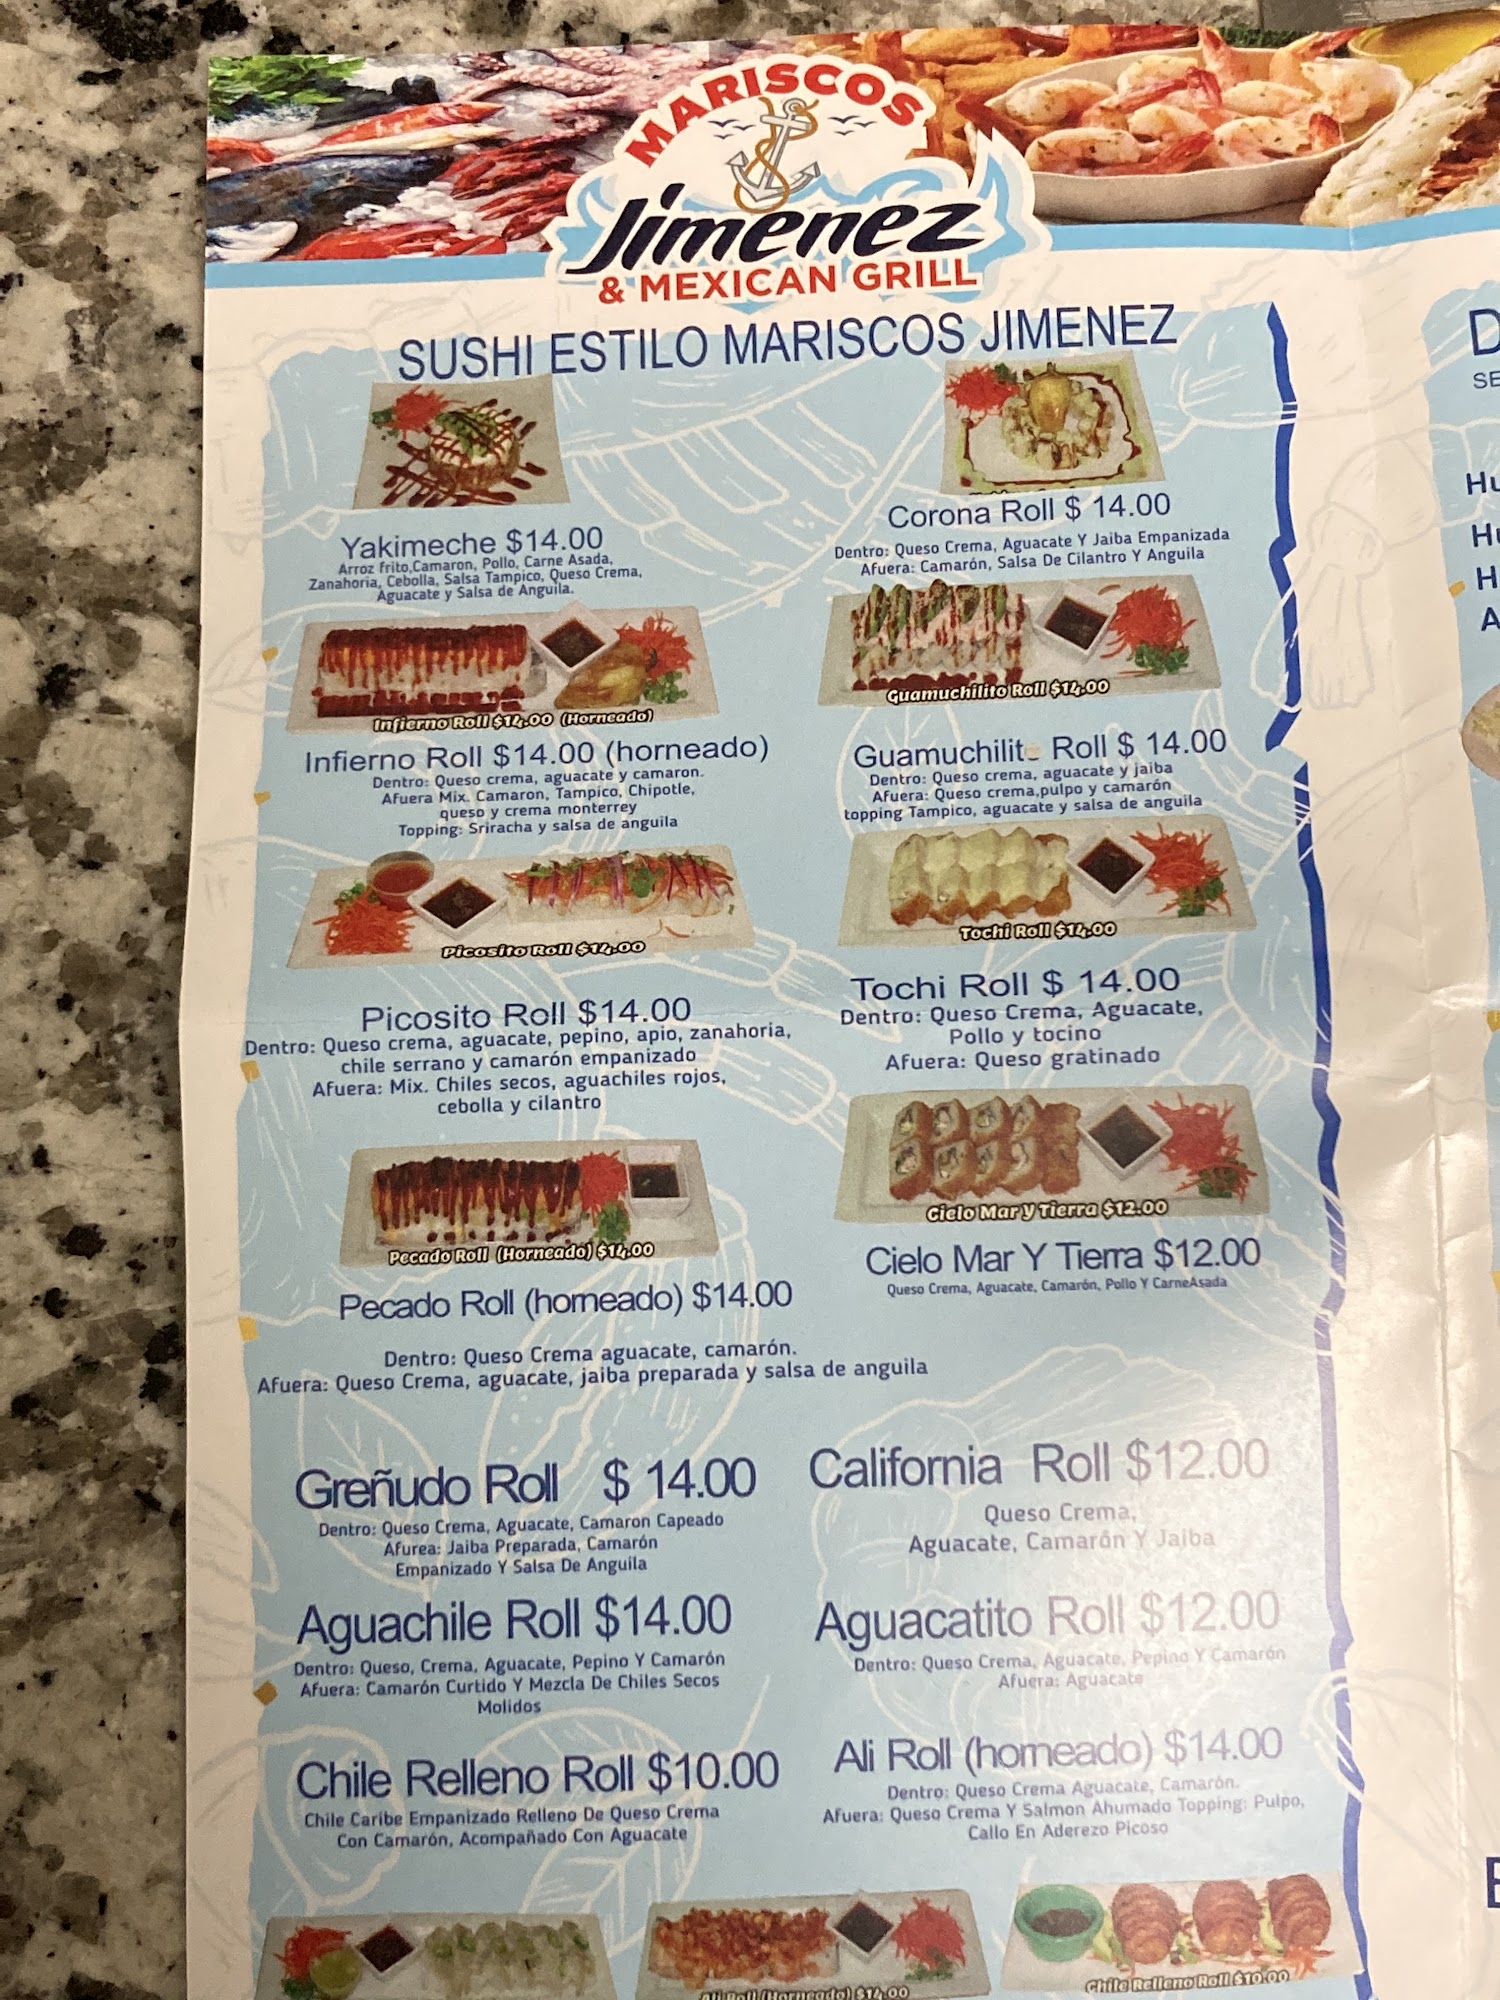 MARISCOS
Jimenez
& MEXICAN GRILL
SUSHI ESTILO MARISCOS JIMENEZ
Yakimeche $14.00
Arroz frito,Camaron, Pollo, Carne Asada,
Zanahoria, Cebolla, Salsa Tampico, Queso Crema,
Aguacate y Salsa de Anguila.
Infierno Roll $14.00 (Horneado)
Infierno Roll $14.00 (horneado)
Dentro: Queso crema, aguacate y camaron.
Afuera Mix. Camaron, Tampico, Chipotle,
queso y crema monterrey
Topping: Sriracha y salsa de anguila
Picosito Roll $14.00
Picosito Roll $14.00
Dentro: Queso crema, aguacate, pepino, apio, zanahoria,
chile serrano y camarón empanizado
Afuera: Mix. Chiles secos, aguachiles rojos,
cebolla y cilantro
Pecado Roll (Horneado) $14.00
Pecado Roll (horneado) $14.00
Dentro: Queso Crema aguacate, camarón.
Afuera: Queso Crema, aguacate, jaiba preparada y salsa de anguila
Greñudo Roll $ 14.00
Dentro: Queso Crema, Aguacate, Camaron Capeado
Afurea: Jaiba Preparada, Camarón
Empanizado Y Salsa De Anguila
Aguachile Roll $14.00
Dentro: Queso, Crema, Aguacate, Pepino Y Camarón
Afuera: Camarón Curtido Y Mezcla De Chiles Secos
Molidos
Chile Relleno Roll $10.00
Chile Caribe Empanizado Relleno De Queso Crema
Con Camarón, Acompañado Con Aguacate
Corona Roll $ 14.00
Dentro: Queso Crema, Aguacate Y Jaiba Empanizada
Afuera: Camarón, Salsa De Cilantro Y Anguila
Guamuchilito Roll $14.00
Guamuchilito Roll $ 14.00
Dentro: Queso crema, aguacate y jaiba
Afuera: Queso crema,pulpo y camarón
topping Tampico, aguacate y salsa de anguila
Tochi Roll $14.00
Tochi Roll $ 14.00
Dentro: Queso Crema, Aguacate,
Pollo y tocino
Afuera: Queso gratinado
Cielo Mar y Tierra $12.00
Cielo Mar Y Tierra $12.00
Queso Crema, Aguacate, Camarón, Pollo Y CarneAsada
California Roll $12.00
Queso Crema,
Aguacate, Camarón Y Jaiba
Aguacatito Roll $12.00
Dentro: Queso Crema, Aguacate, Pepino Y Camarón
Afuera: Aguacate
Ali Roll (horneado) $14.00
Dentro: Queso Crema Aguacate, Camarón.
Afuera: Queso Crema Y Salmon Ahumado Topping: Pulpo,
Callo En Aderezo Picoso
Ali Roll (Horneado) $14.00
Chile Relleno Roll $10.00